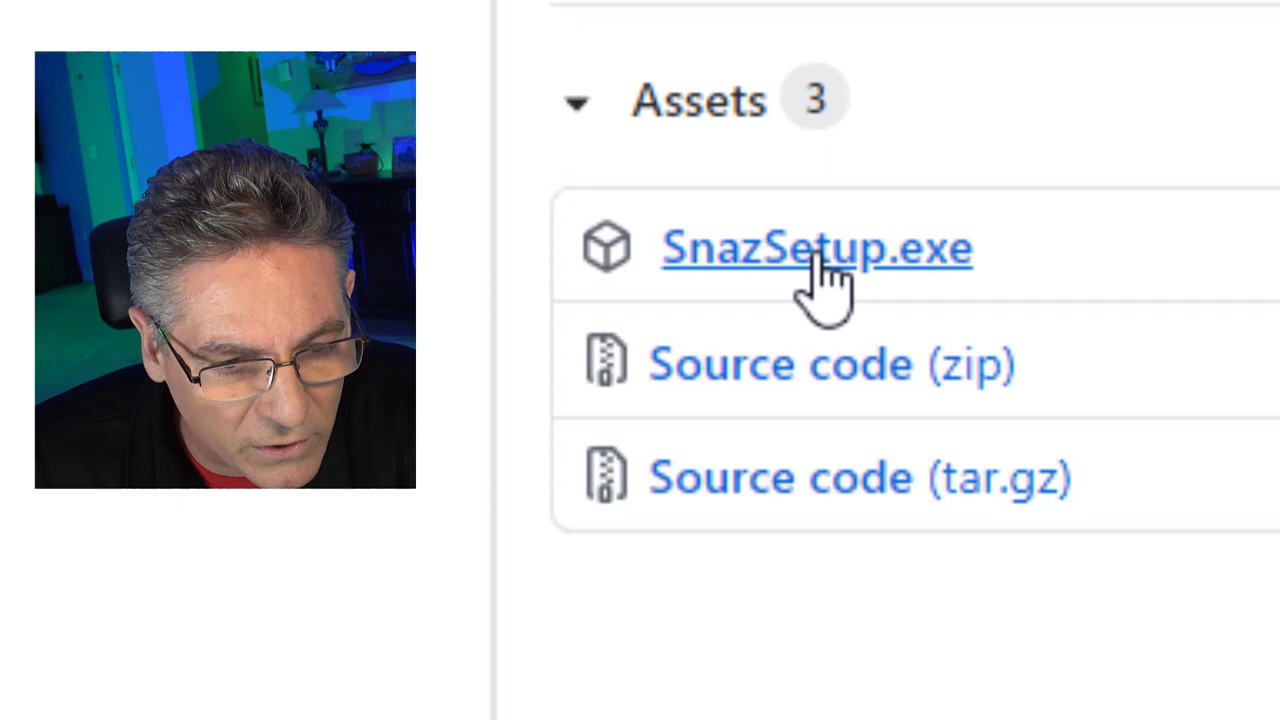 Assets 3
SnazSetup.exe
Source code (zip)
Source code (tar.gz)